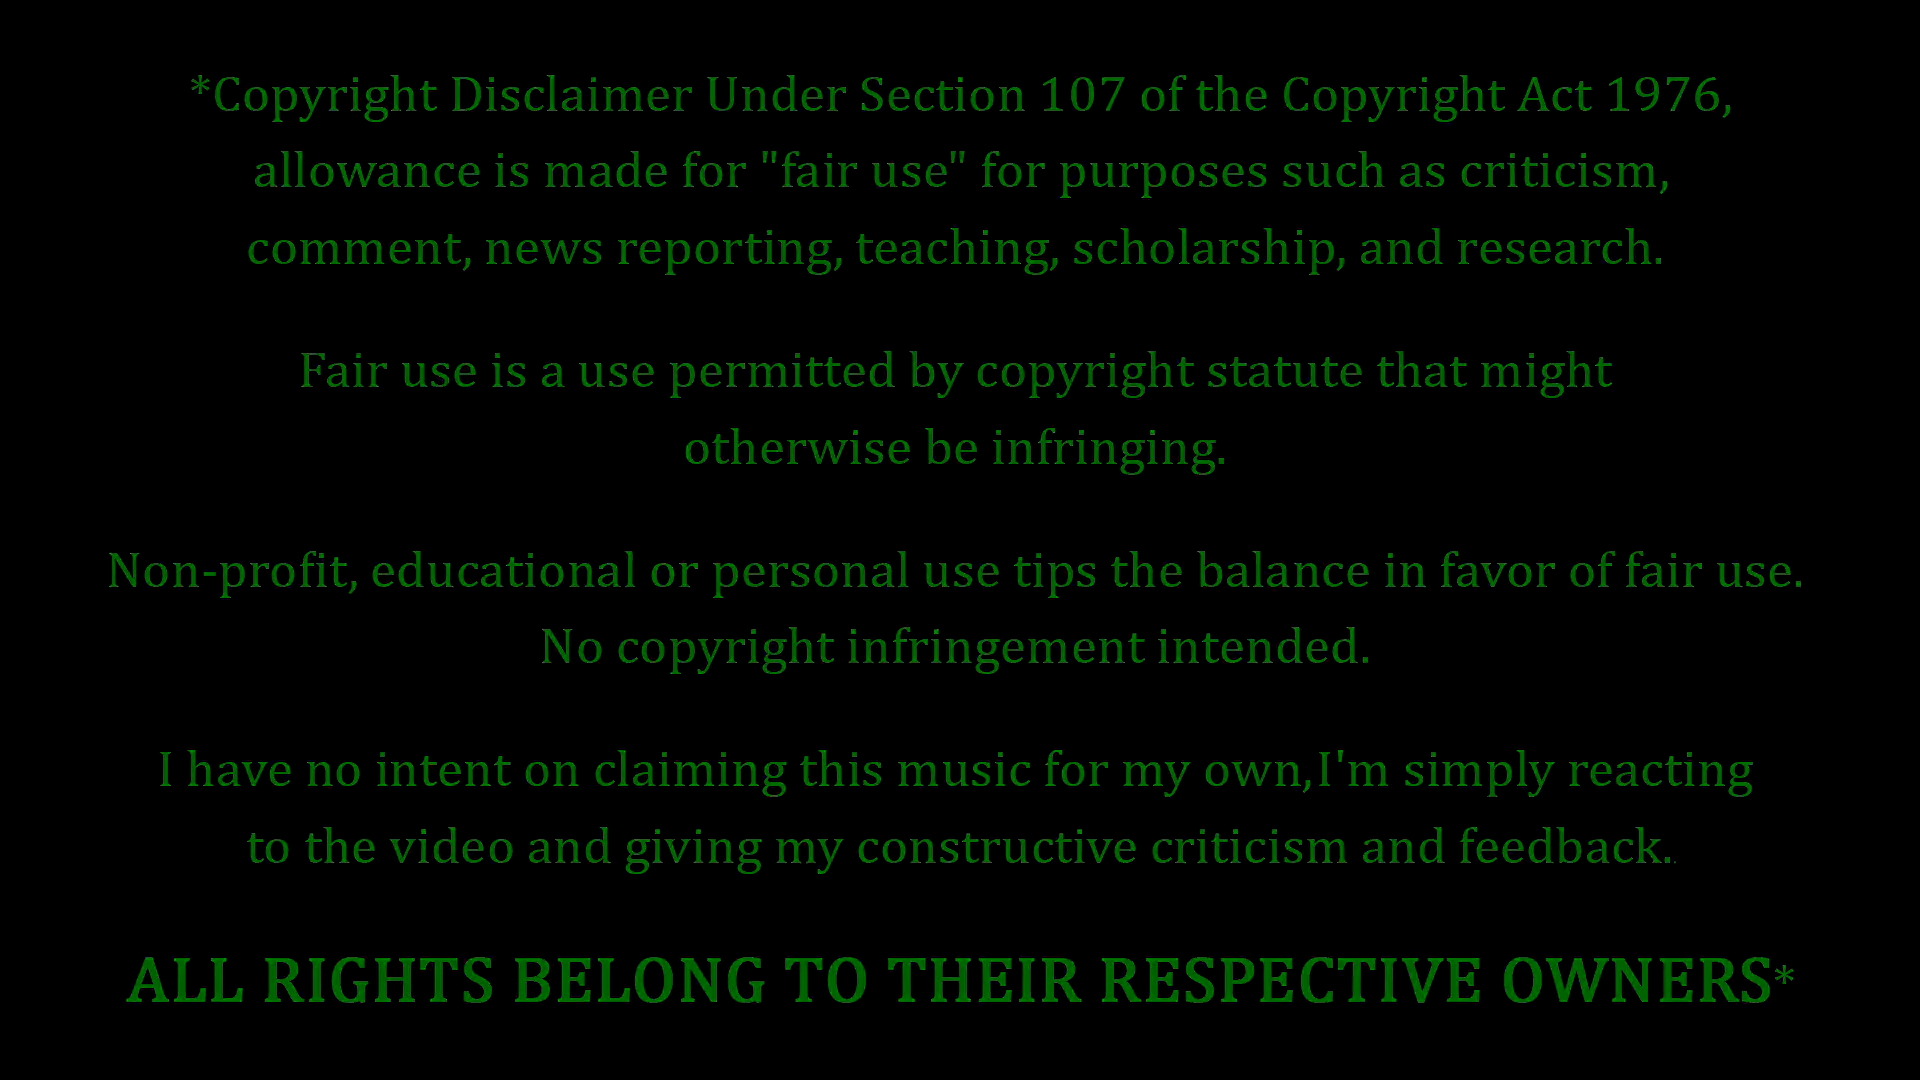 *Copyright Disclaimer Under Section 107 of the Copyright Act 1976,
allowance is made for "fair use" for purposes such as criticism,
comment, news reporting, teaching, scholarship, and research.
Fair use is a use permitted by copyright statute that might
otherwise be infringing.
Non-profit, educational or personal use tips the balance in favor of fair use.
No copyright infringement intended.
I have no intent on claiming this music for my own,I'm simply reacting
to the video and giving my constructive criticism and feedback..
ALL RIGHTS BELONG TO THEIR RESPECTIVE OWNERS*